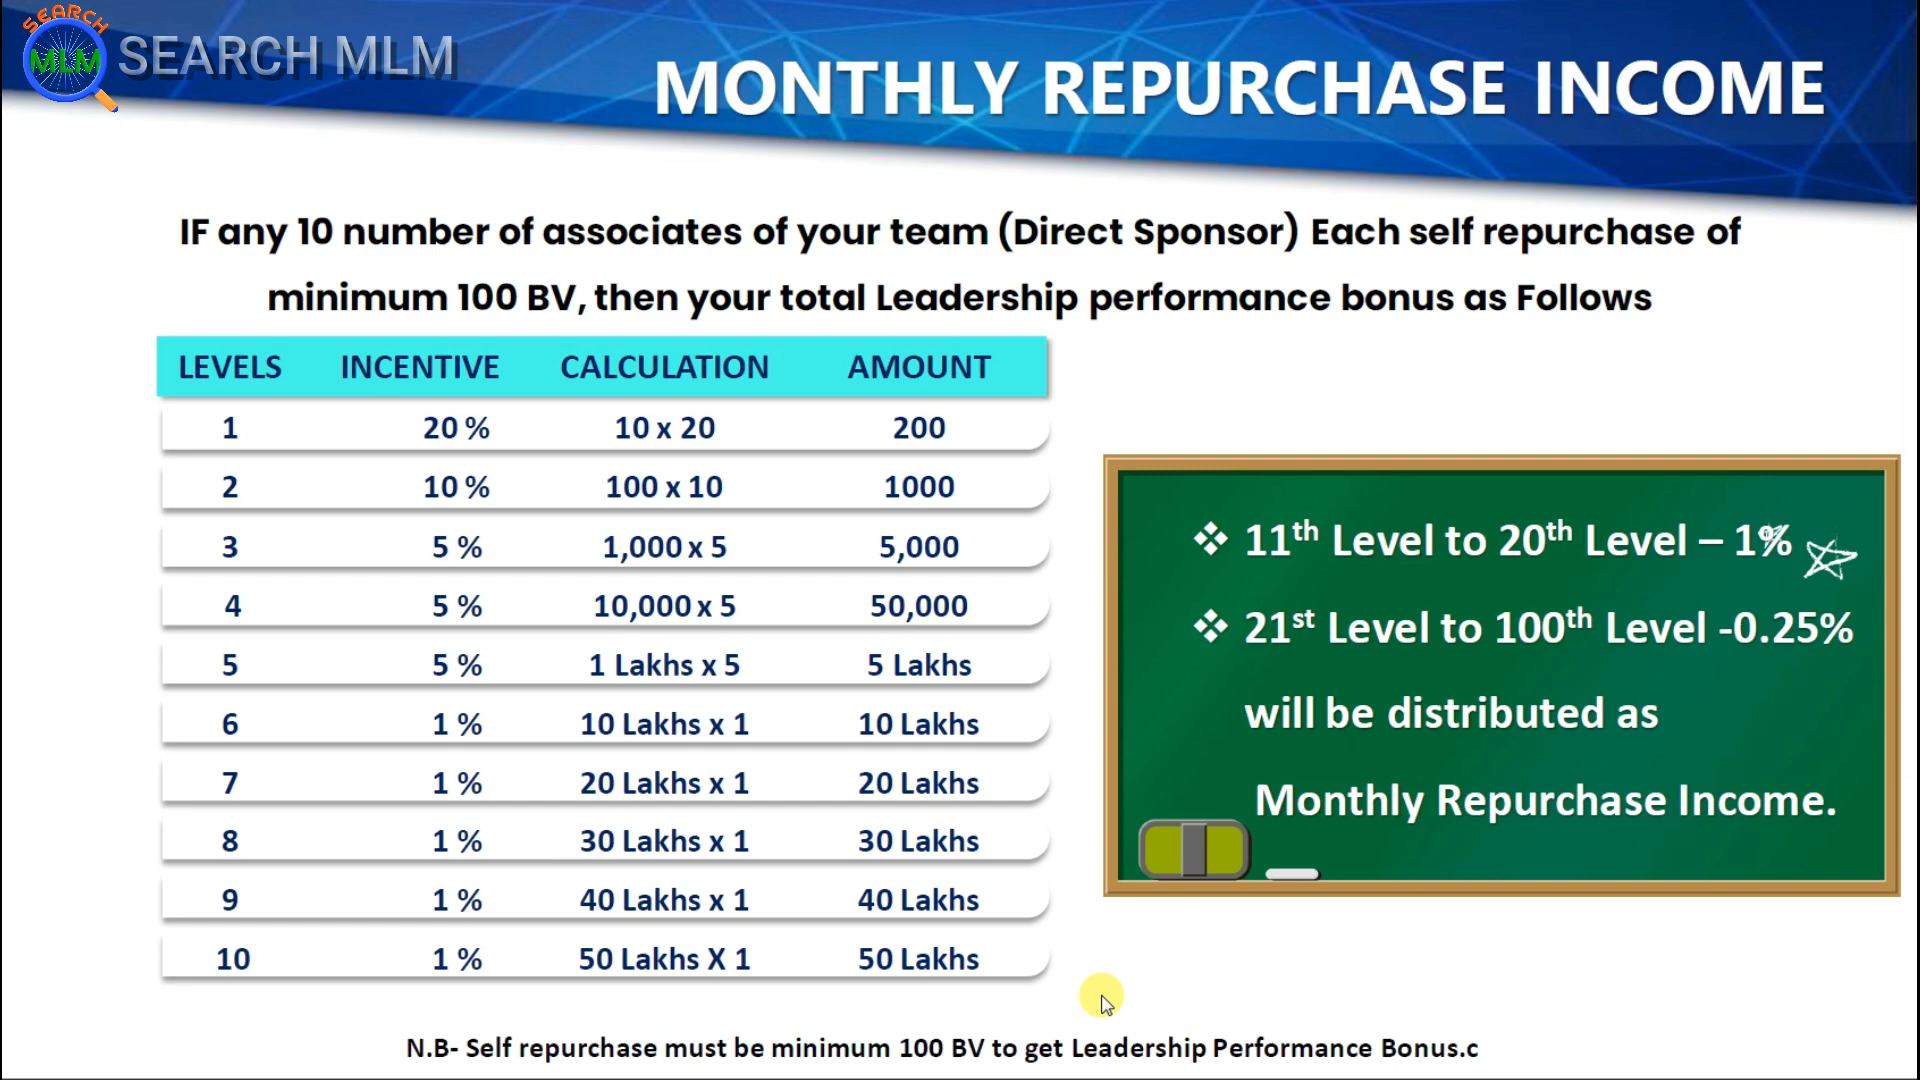 SEARCH
MLM
SEARCH MLM
MONTHLY REPURCHASE INCOME
IF any 10 number of associates of your team (Direct Sponsor) Each self repurchase of
minimum 100 BV, then your total Leadership performance bonus as Follows
LEVELS INCENTIVE CALCULATION AMOUNT
1 20 % 10 x 20 200
2 10 % 100 x 10 1000
3 5 % 1,000 x 5 5,000
4 5 % 10,000 x 5 50,000
5 5 % 1 Lakhs x 5 5 Lakhs
6 1 % 10 Lakhs x 1 10 Lakhs
7 1 % 20 Lakhs x 1 20 Lakhs
8 1 % 30 Lakhs x 1 30 Lakhs
9 1 % 40 Lakhs x 1 40 Lakhs
10 1 % 50 Lakhs X 1 50 Lakhs
❖ 11th Level to 20th Level – 1%
❖ 21st Level to 100th Level -0.25%
will be distributed as
Monthly Repurchase Income.
N.B- Self repurchase must be minimum 100 BV to get Leadership Performance Bonus.c